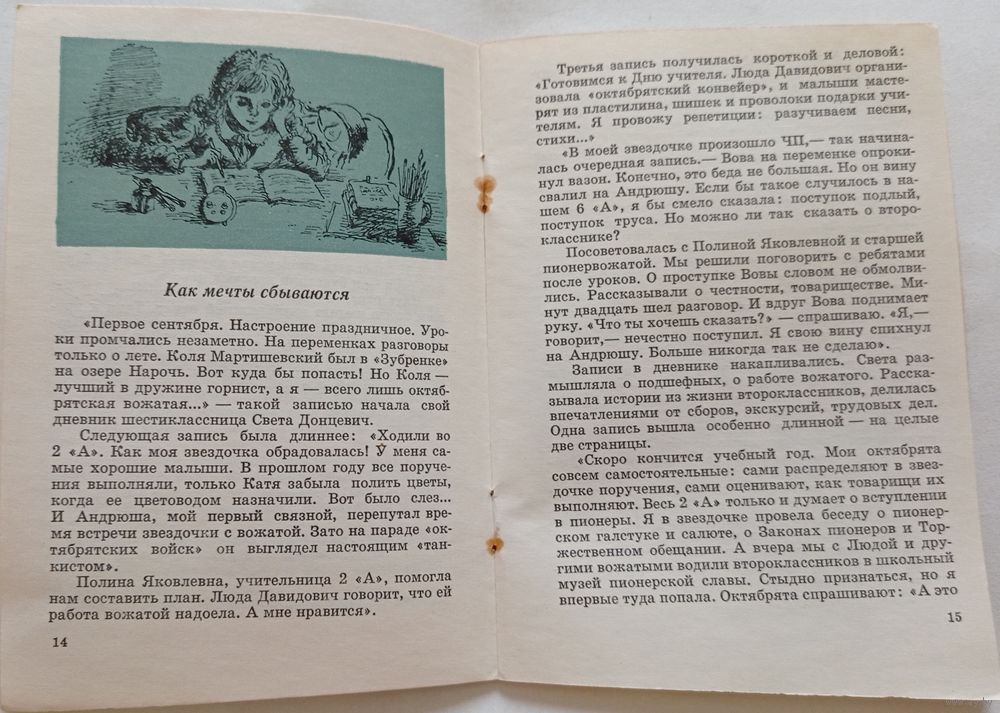 Как мечты сбываются
«Первое сентября. Настроение праздничное. Уро-
ки промчались незаметно. На переменках разговоры
только о лете. Коля Мартишевский был в «Зубренке»
на озере Нарочь. Вот куда бы попасть! Но Коля —
лучший в дружине горнист, а я — всего лишь октяб-
рятская вожатая...» — такой записью начала свой
дневник шестиклассница Света Донцевич.
Следующая запись была длиннее: «Ходили во
2 «А». Как моя звездочка обрадовалась! У меня са-
мые хорошие малыши. В прошлом году все поруче-
ния выполняли, только Катя забыла полить цветы,
когда ее цветоводом назначили. Вот было слез...
И Андрюша, мой первый связной, перепутал вре-
мя встречи звездочки с вожатой. Зато на параде «ок-
тябрятских войск» он выглядел настоящим «тан-
кистом».
Полина Яковлевна, учительница 2 «А», помогла
нам составить план. Люда Давидович говорит, что ей
работа вожатой надоела. А мне нравится».
14
Третья запись получилась короткой и деловой:
«Готовимся к Дню учителя. Люда Давидович органи-
зовала «октябрятский конвейер», и малыши масте-
рят из пластилина, шишек и проволоки подарки учи-
телям. Я провожу репетиции: разучиваем песни,
стихи...»
«В моей звездочке произошло ЧП,— так начина-
лась очередная запись.— Вова на переменке опроки-
нул вазон. Конечно, это беда не большая. Но он вину
свалил на Андрюшу. Если бы такое случилось в на-
шем 6 «А», я бы смело сказала: поступок подлый,
поступок труса. Но можно ли так сказать о второ-
класснике?
Посоветовалась с Полиной Яковлевной и старшей
пионервожатой. Мы решили поговорить с ребятами
после уроков. О проступке Вовы словом не обмолви-
лись. Рассказывали о честности, товариществе. Ми-
нут двадцать шел разговор. И вдруг Вова поднимает
руку. «Что ты хочешь сказать?» — спрашиваю. «Я,—
говорит,— нечестно поступил. Я свою вину спихнул
на Андрюшу. Больше никогда так не сделаю».
Записи в дневнике накапливались. Света раз-
мышляла о подшефных, о работе вожатого. Расска-
зывала истории из жизни второклассников, делилась
впечатлениями от сборов, экскурсий, трудовых дел.
Одна запись вышла особенно длинной — на целые
две страницы.
«Скоро кончится учебный год. Мои октябрята
совсем самостоятельные: сами распределяют в звез-
дочке поручения, сами оценивают, как товарищи их
выполняют. Весь 2 «А» только и думает о вступлении
в пионеры. Я в звездочке провела беседу о пионер-
ском галстуке и салюте, о Законах пионеров и Тор-
жественном обещании. А вчера мы с Людой и дру-
гими вожатыми водили второклассников в школьный
музей пионерской славы. Стыдно признаться, но я
впервые туда попала. Октябрята спрашивают: «А это
15